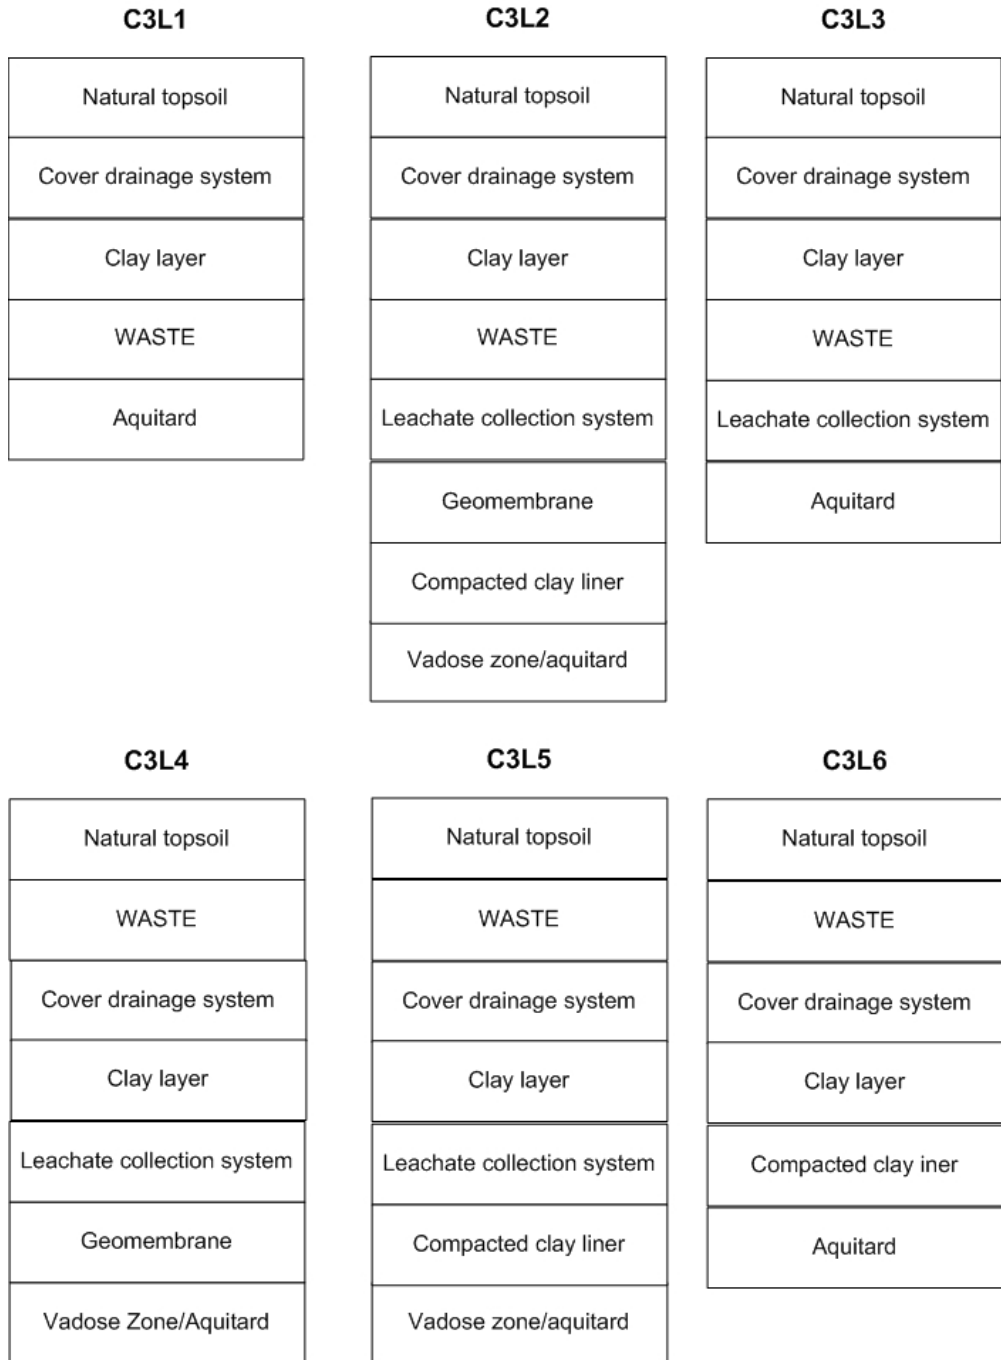 C3L1
Natural topsoil
Cover drainage system
Clay layer
WASTE
Aquitard
C3L2
Natural topsoil
Cover drainage system
Clay layer
WASTE
Leachate collection system
Geomembrane
Compacted clay liner
Vadose zone/aquitard
C3L3
Natural topsoil
Cover drainage system
Clay layer
WASTE
Leachate collection system
Aquitard
C3L4
Natural topsoil
WASTE
Cover drainage system
Clay layer
Leachate collection system
Geomembrane
Vadose Zone/Aquitard
C3L5
Natural topsoil
WASTE
Cover drainage system
Clay layer
Leachate collection system
Compacted clay liner
Vadose zone/aquitard
C3L6
Natural topsoil
WASTE
Cover drainage system
Clay layer
Compacted clay iner
Aquitard